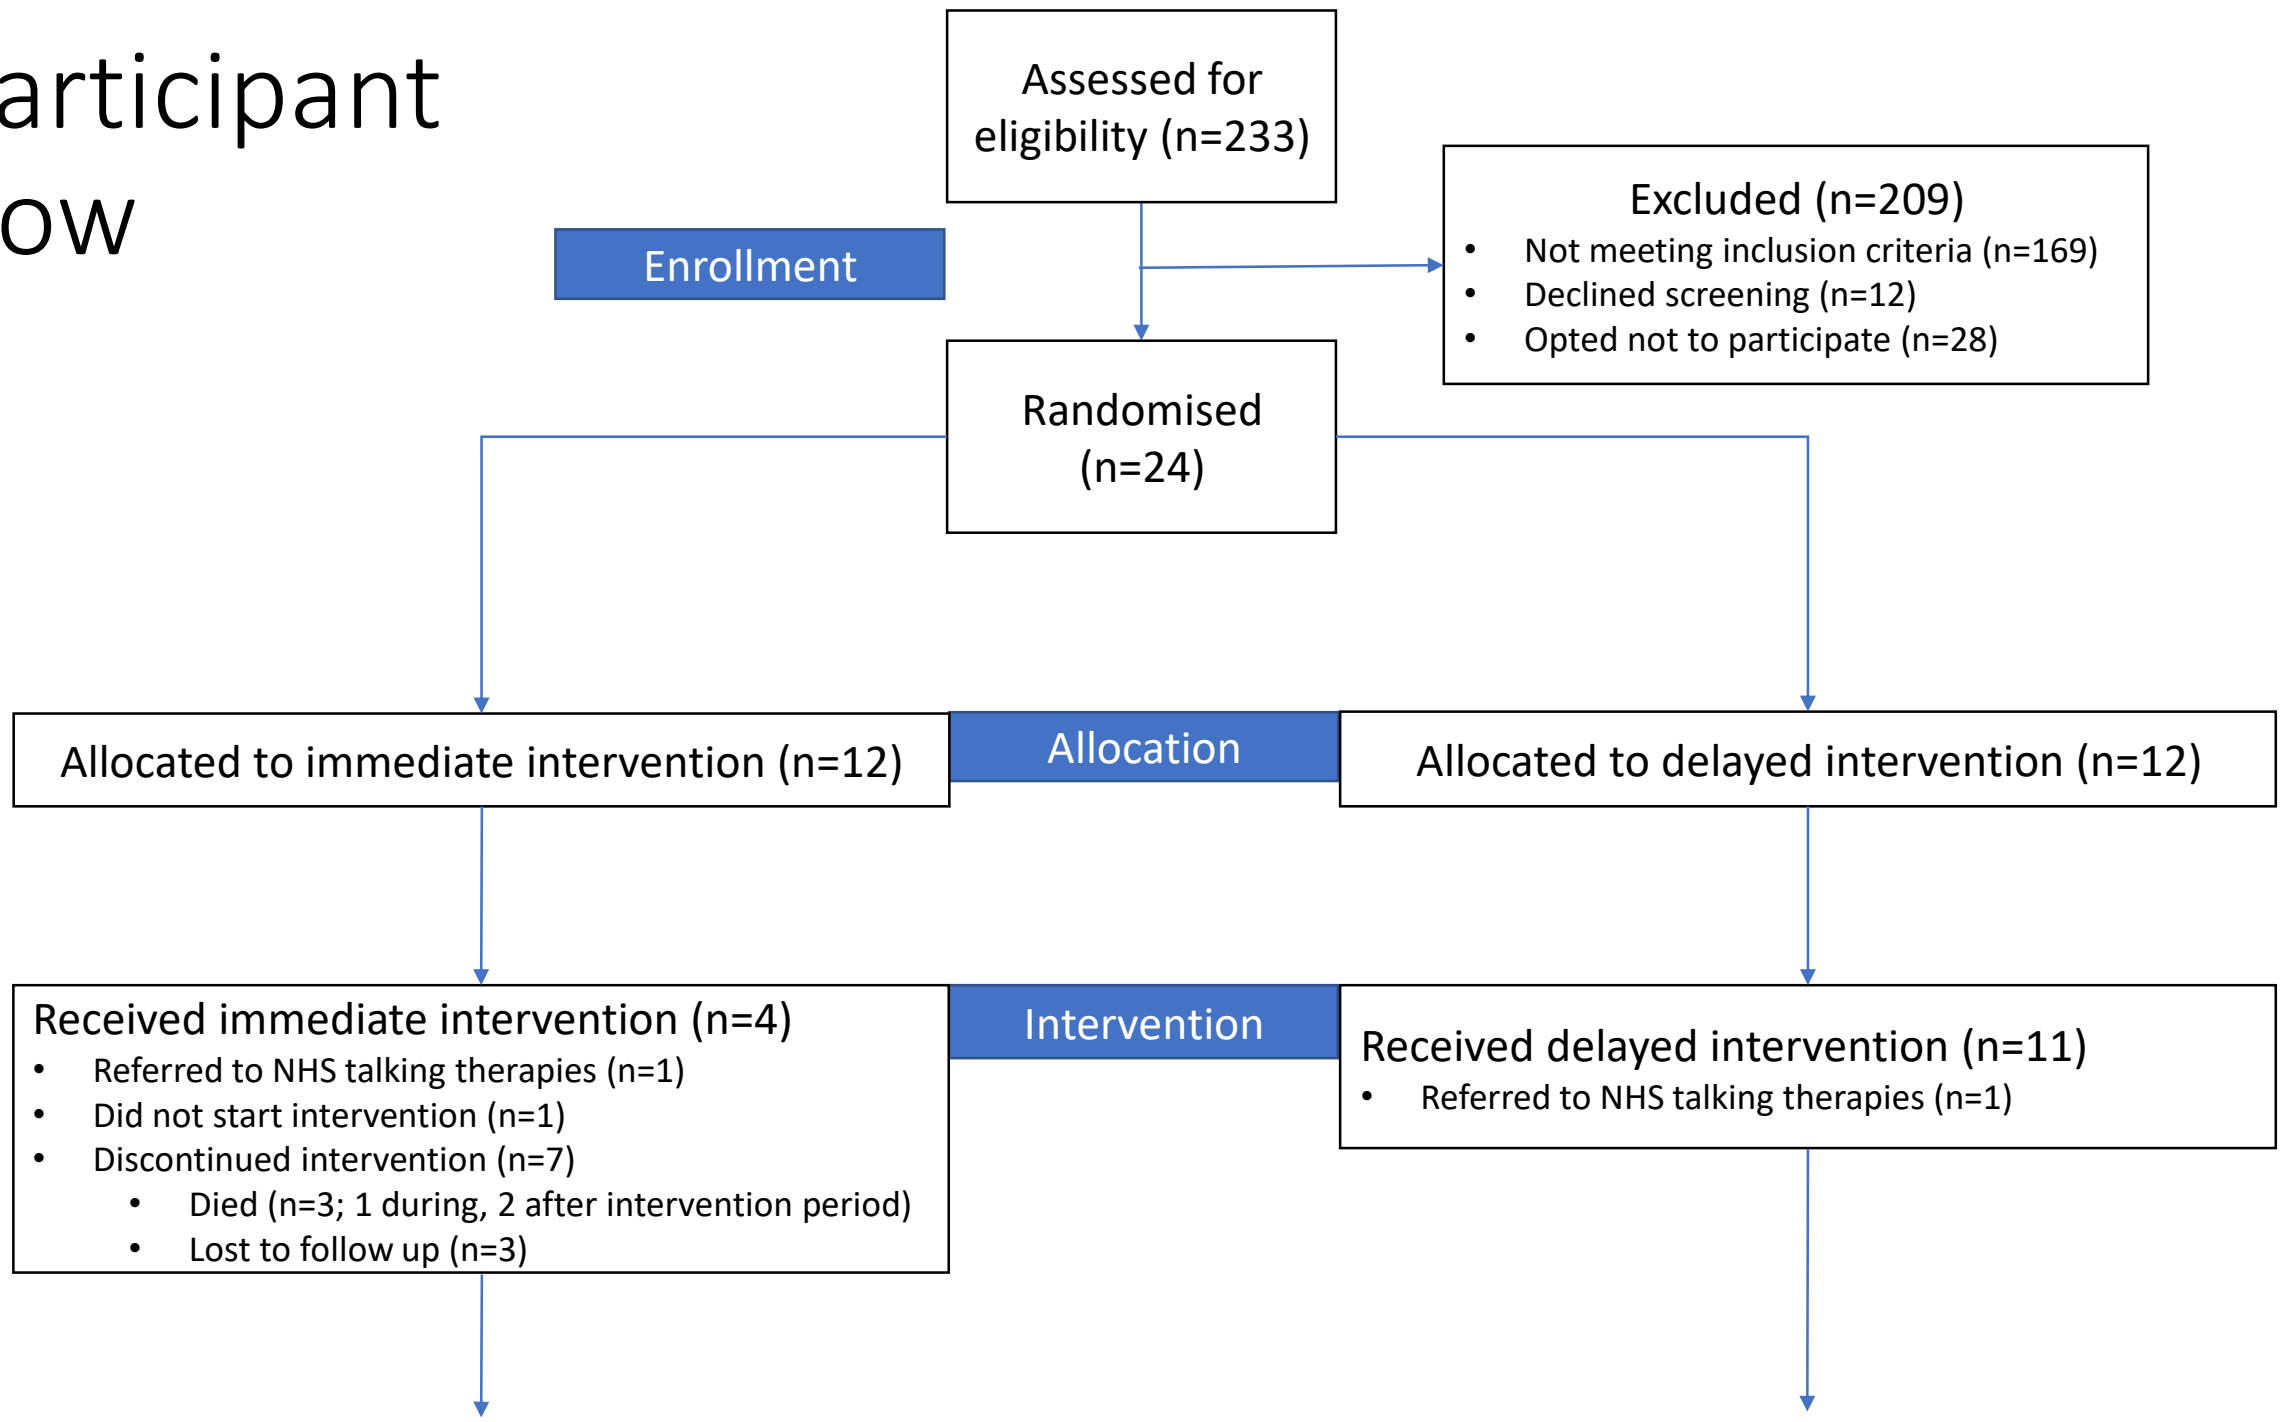 articipant
ow
Assessed for
eligibility (n=233)
Enrollment
Excluded (n=209)
• Not meeting inclusion criteria (n=169)
• Declined screening (n=12)
• Opted not to participate (n=28)
Randomised
(n=24)
Allocated to immediate intervention (n=12)
Allocation
Allocated to delayed intervention (n=12)
Received immediate intervention (n=4)
• Referred to NHS talking therapies (n=1)
• Did not start intervention (n=1)
• Discontinued intervention (n=7)
• Died (n=3; 1 during, 2 after intervention period)
• Lost to follow up (n=3)
Intervention
Received delayed intervention (n=11)
• Referred to NHS talking therapies (n=1)